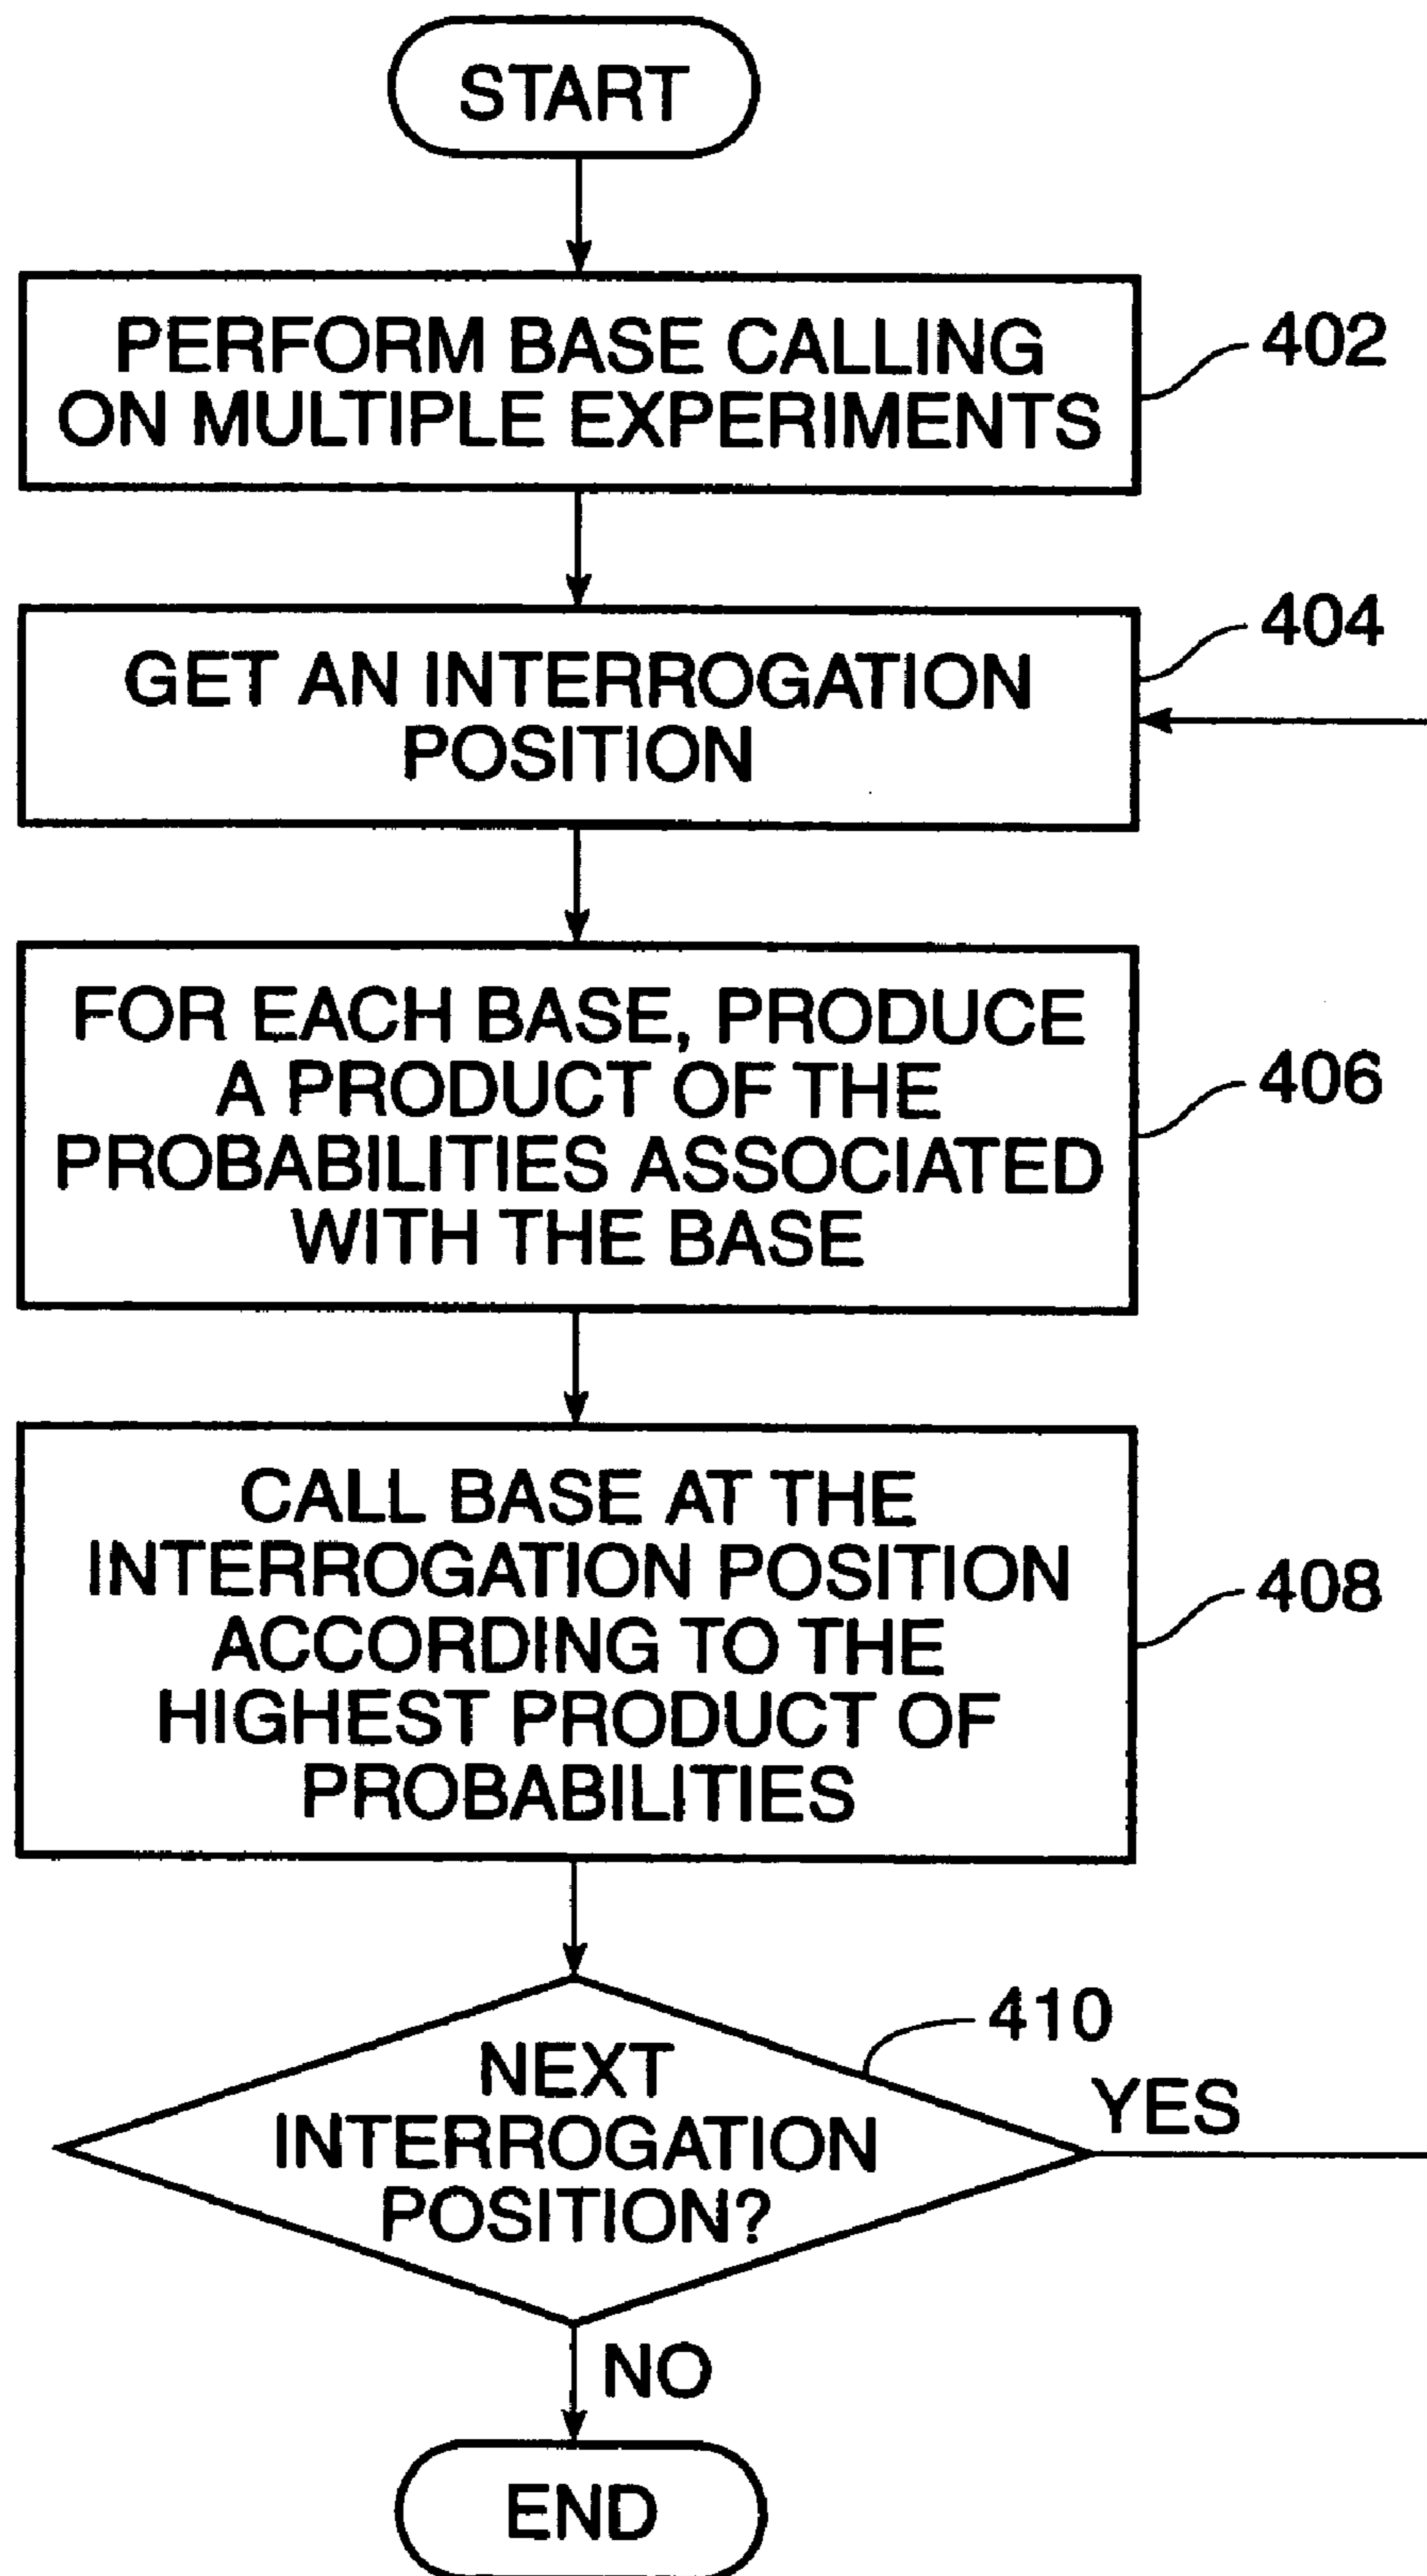 START
PERFORM BASE CALLING
ON MULTIPLE EXPERIMENTS
402
GET AN INTERROGATION
POSITION
404
FOR EACH BASE, PRODUCE
A PRODUCT OF THE
PROBABILITIES ASSOCIATED
WITH THE BASE
406
CALL BASE AT THE
INTERROGATION POSITION
ACCORDING TO THE
HIGHEST PRODUCT OF
PROBABILITIES
408
NEXT
INTERROGATION
POSITION?
410
YES
NO
END